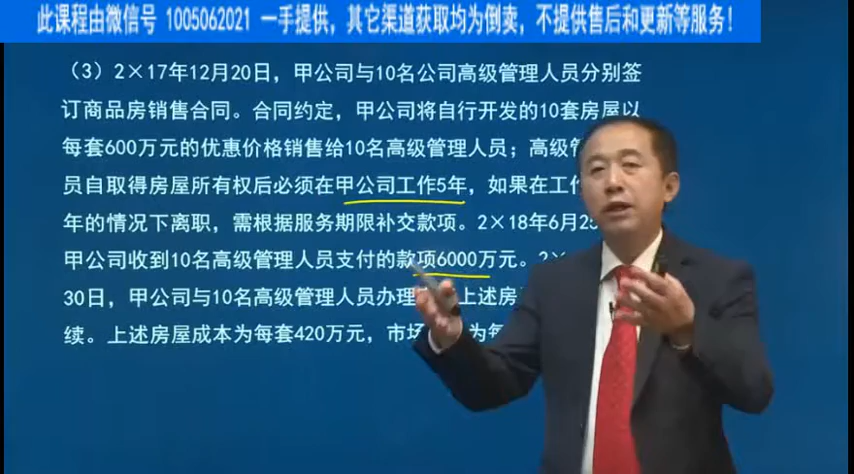 此课程由微信号 1005062021 一手提供，其它渠道获取均为倒卖，不提供售后和更新等服务！
（3）2×17年12月20日，甲公司与10名公司高级管理人员分别签
订商品房销售合同。合同约定，甲公司将自行开发的10套房屋以
每套600万元的优惠价格销售给10名高级管理人员；高级管
员自取得房屋所有权后必须在甲公司工作5年，如果在工作
年的情况下离职，需根据服务期限补交款项。2×18年6月25
甲公司收到10名高级管理人员支付的款项6000万元。2×
30日，甲公司与10名高级管理人员办理 上述房
续。上述房屋成本为每套420万元，市场 为每